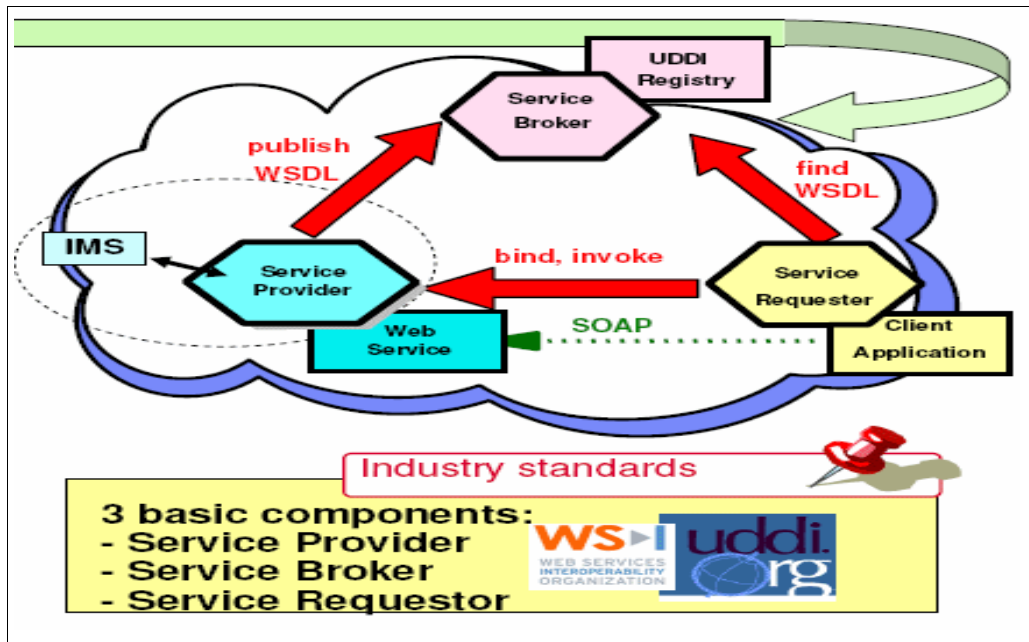 UDDI
Registry
Service
Broker
publish
WSDL
find
WSDL
IMS
Service
Provider
bind, invoke
Service
Requester
Web
Service
SOAP
Client
Application
Industry standards
3 basic components:
- Service Provider
- Service Broker
- Service Requestor
WS-I
WEB SERVICES
INTEROPERABILITY
ORGANIZATION
uddi.
org